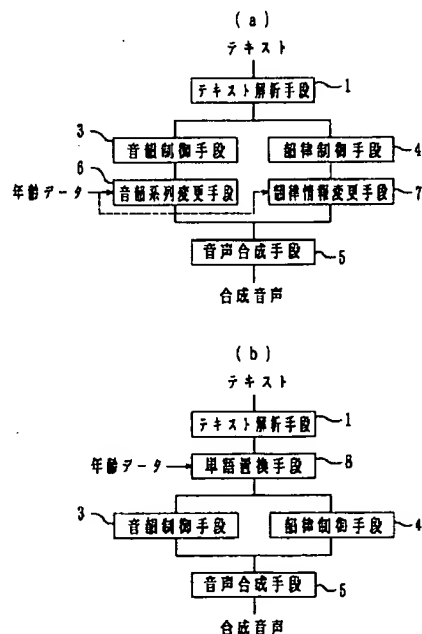 (a)
テキスト
テキスト解析手段 1
3 音韻制御手段 韻律制御手段 4
6
年齢データ 音韻系列変更手段 韻律情報変更手段 7
音声合成手段 5
合成音声
(b)
テキスト
テキスト解析手段 1
年齢データ 単語置換手段 8
3 音韻制御手段 韻律制御手段 4
音声合成手段 5
合成音声